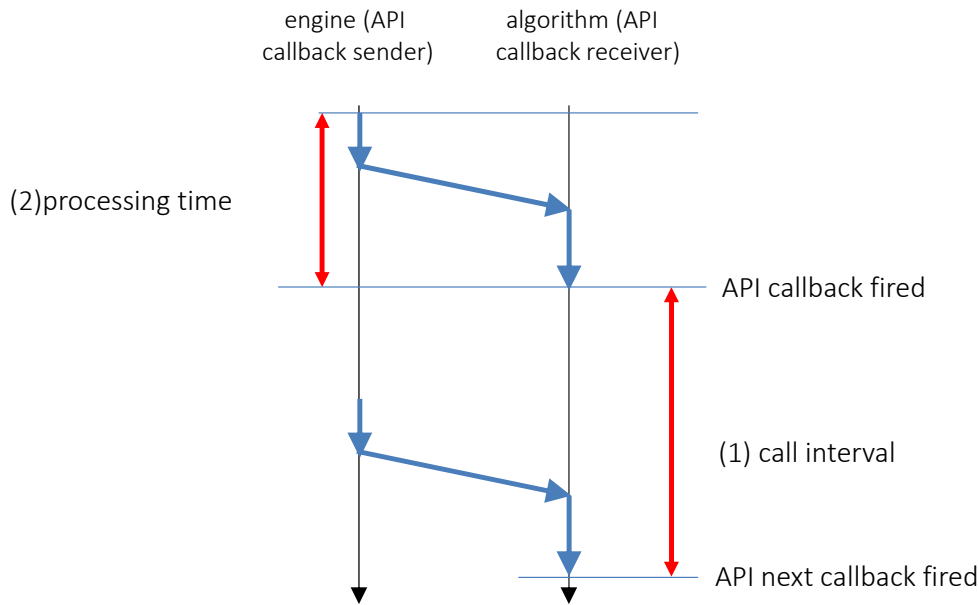 engine (API
callback sender)
algorithm (API
callback receiver)
(2)processing time
API callback fired
(1) call interval
API next callback fired